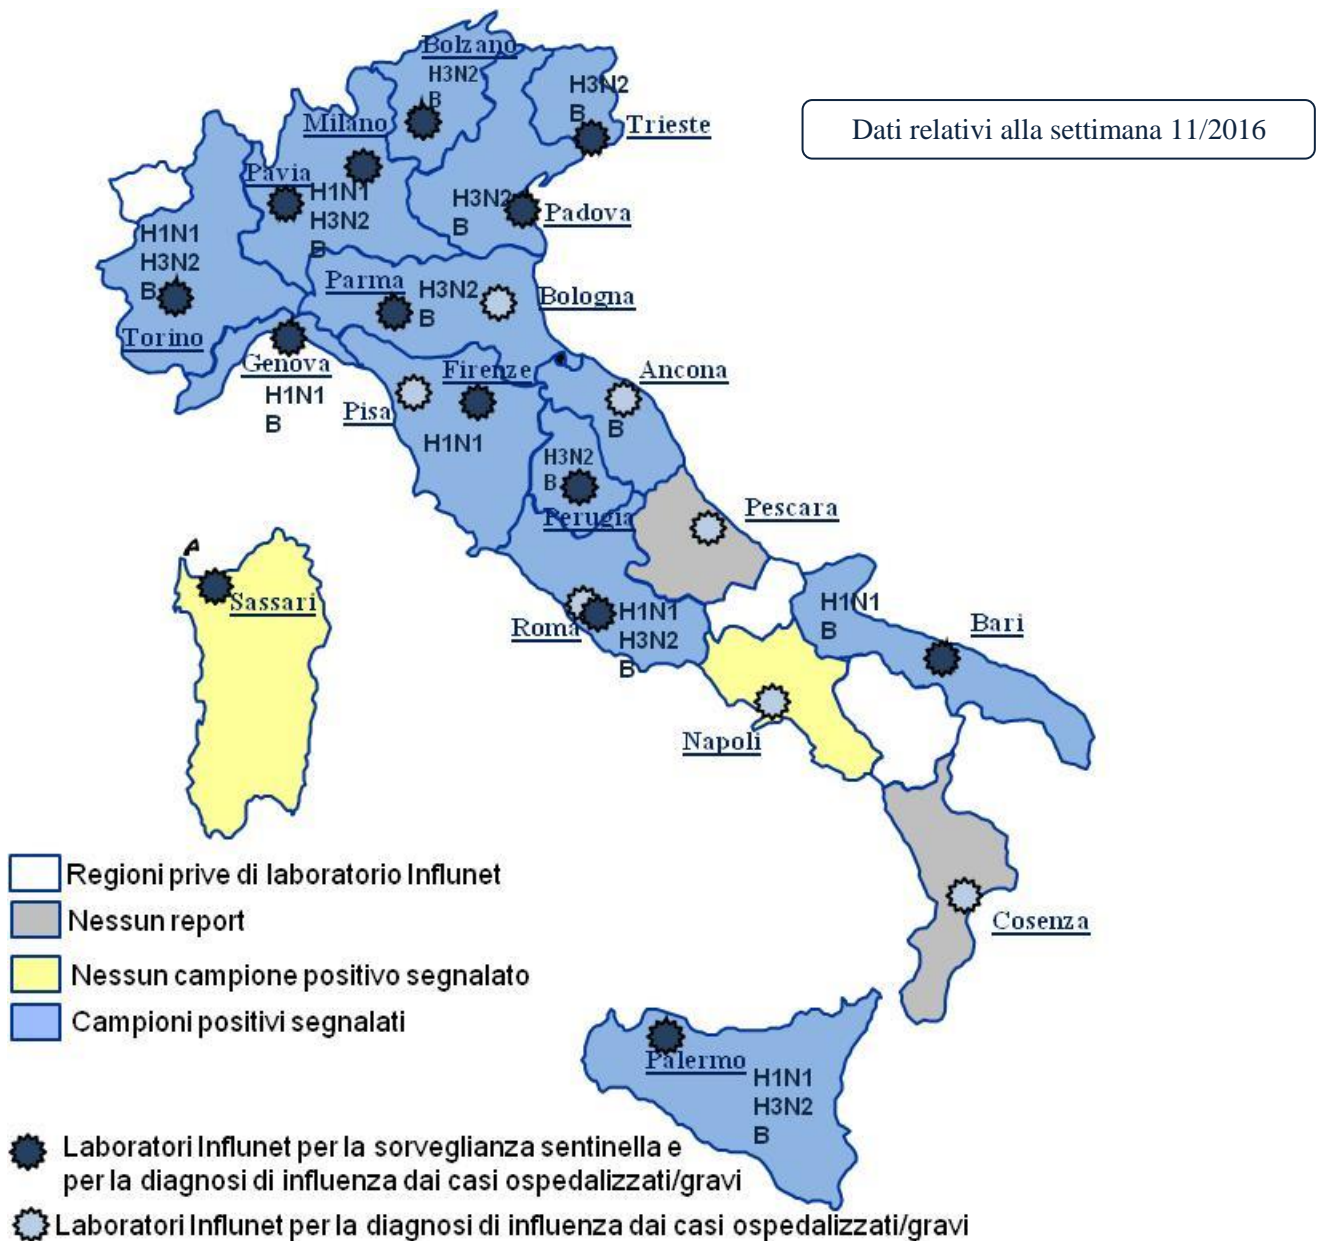 Bolzano
H3N2
B
H3N2
B
Trieste
Dati relativi alla settimana 11/2016
Milano
Pavia
H1N1
H3N2
B
H3N2
B
Padova
H1N1
H3N2
B
Torino
Parma
H3N2
B
Bologna
Genova
H1N1
B
Pisa
Firenze
H1N1
Ancona
B
H3N2
B
Perugia
Pescara
Sassari
Roma
H1N1
H3N2
B
H1N1
B
Bari
Napoli
Cosenza
Palermo
H1N1
H3N2
B
Regioni prive di laboratorio Influnet
Nessun report
Nessun campione positivo segnalato
Campioni positivi segnalati
Laboratori Influnet per la sorveglianza sentinella e
per la diagnosi di influenza dai casi ospedalizzati/gravi
Laboratori Influnet per la diagnosi di influenza dai casi ospedalizzati/gravi